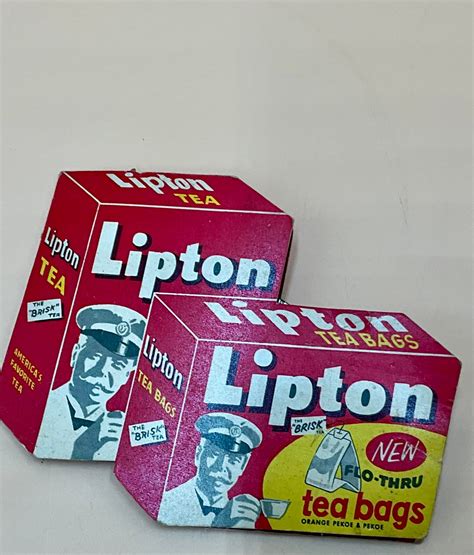 Lipton
TEA
Lipton
TEA
THE
"BRISK"
TEA
AMERICA'S
FAVORITE
TEA
Lipton
Lipton
TEA BAGS
Lipton
TEA BAGS
THE
"BRISK"
TEA
Lipton
THE
"BRISK"
TEA
NEW
FLO-THRU
tea bags
ORANGE PEKOE & PEKOE